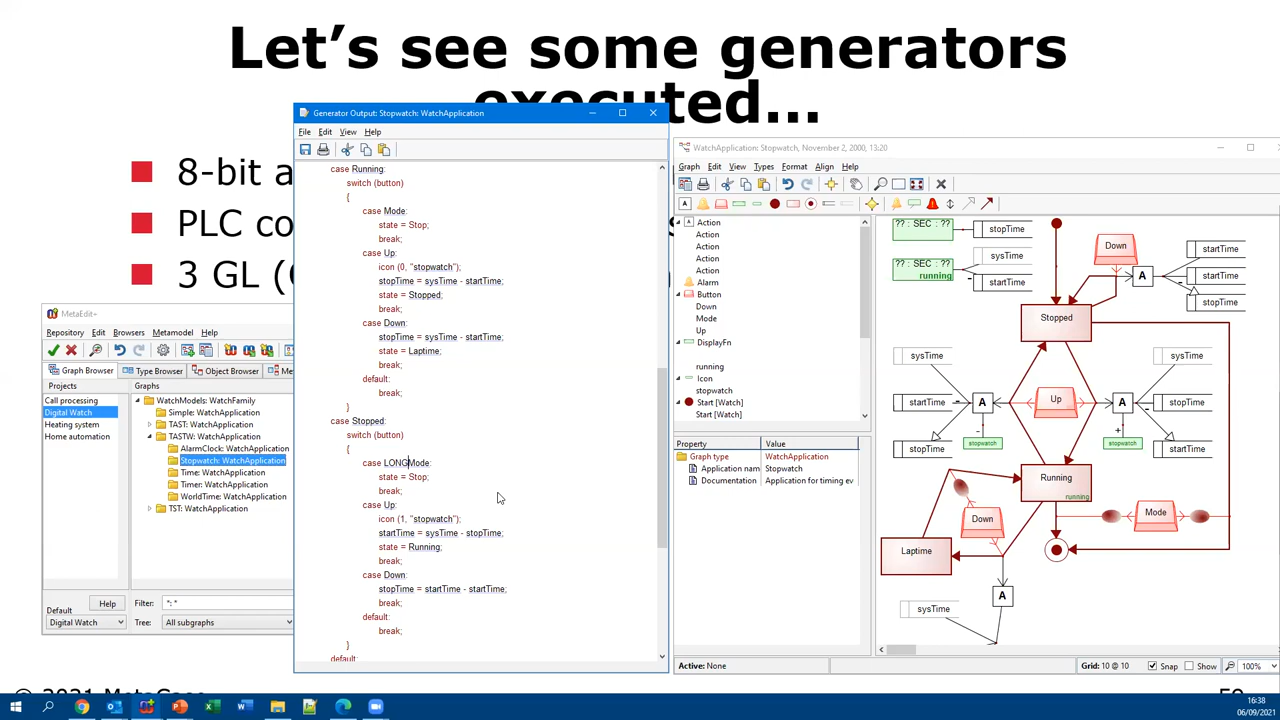 Let's see some generators
executed...
8-bit a
PLC co
3 GL (
© 2021 MetaCase
Generator Output: Stopwatch: WatchApplication
File Edit View Help
case Running:
switch (button)
{
case Mode:
state = Stop;
break;
case Up:
icon (0, "stopwatch");
stopTime = sysTime - startTime;
state = Stopped;
break;
case Down:
stopTime = sysTime - startTime;
state = Laptime;
break;
default:
break;
}
case Stopped:
switch (button)
{
case LONGMode:
state = Stop;
break;
case Up:
icon (1, "stopwatch");
startTime = sysTime - stopTime;
state = Running;
break;
case Down:
stopTime = startTime - startTime;
break;
default:
break;
}
default:
MetaEdit+
Repository Edit Browsers Metamodel Help
Graph Browser Type Browser Object Browser Me
Projects
Call processing
Digital Watch
Heating system
Home automation
Default
Help
Digital Watch
Graphs
WatchModels: WatchFamily
Simple: WatchApplication
TAST: WatchApplication
TASTW: WatchApplication
AlarmClock: WatchApplication
Stopwatch: WatchApplication
Time: WatchApplication
Timer: WatchApplication
WorldTime: WatchApplication
TST: WatchApplication
Filter: *: *
Tree: All subgraphs
WatchApplication: Stopwatch, November 2, 2000, 13:20
Graph Edit View Types Format Align Help
A
Action
Action
Action
Action
Action
Alarm
Button
Down
Mode
Up
DisplayFn
running
Icon
stopwatch
Start [Watch]
Start [Watch]
Property Value
Graph type WatchApplication
Application nam Stopwatch
Documentation Application for timing ev
?? : SEC : ??
stopTime
?? : SEC : ??
running
sysTime
startTime
Down
A
startTime
startTime
stopTime
Stopped
sysTime
startTime
stopTime
A
-
stopwatch
Up
A
+
stopwatch
sysTime
stopTime
startTime
Running
running
Down
Mode
Laptime
A
sysTime
Active: None
Grid: 10 @ 10
Snap
Show
100%
16:38
06/09/2021